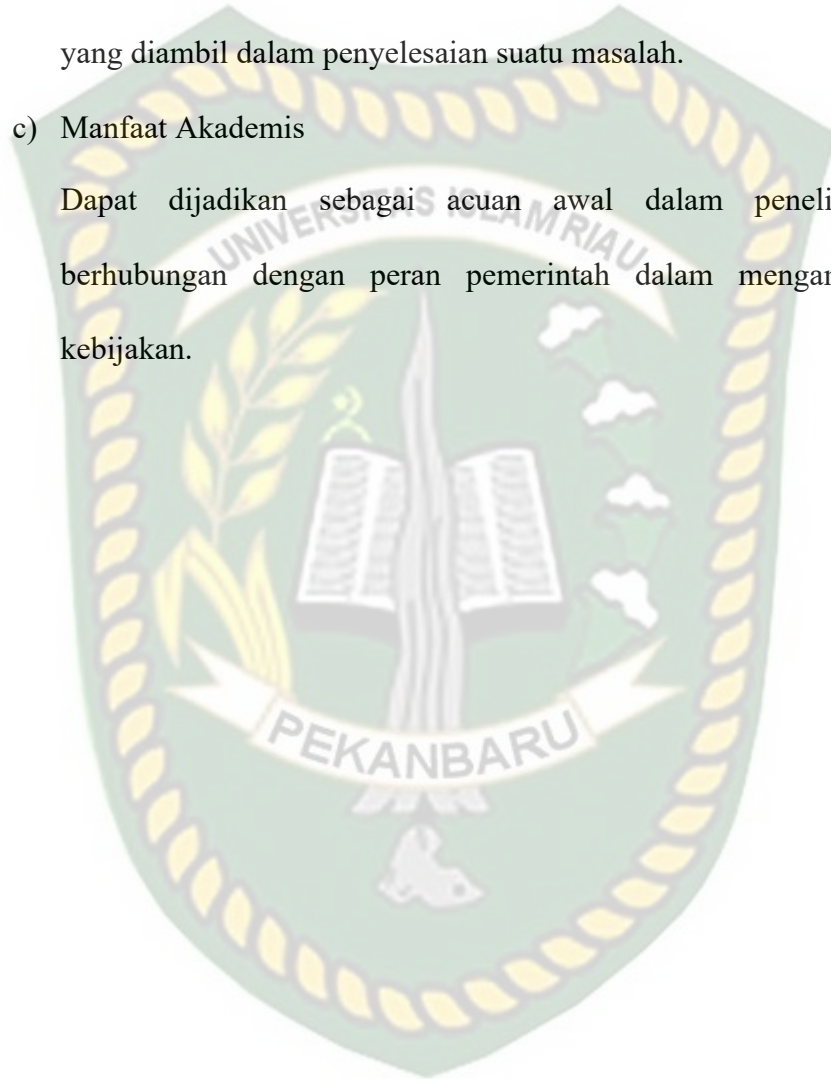 yang diambil dalam penyelesaian suatu masalah.
c) Manfaat Akademis
Dapat dijadikan sebagai acuan awal dalam peneli
berhubungan dengan peran pemerintah dalam mengar
kebijakan.
UNIVERSITAS ISLAM RIAU
PEKANBARU